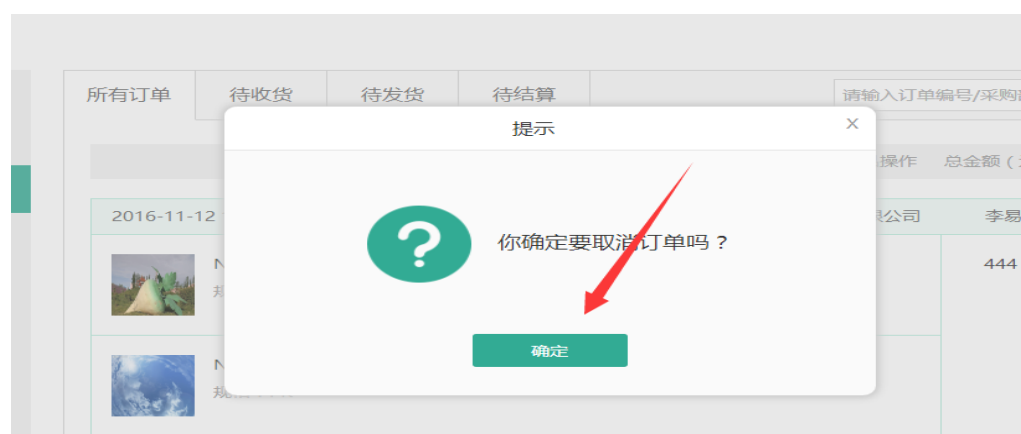 所有订单
待收货
待发货
待结算
请输入订单编号/采购
提示
×
操作
总金额（
2016-11-12
公司
李易
?
你确定要取消订单吗？
444
确定